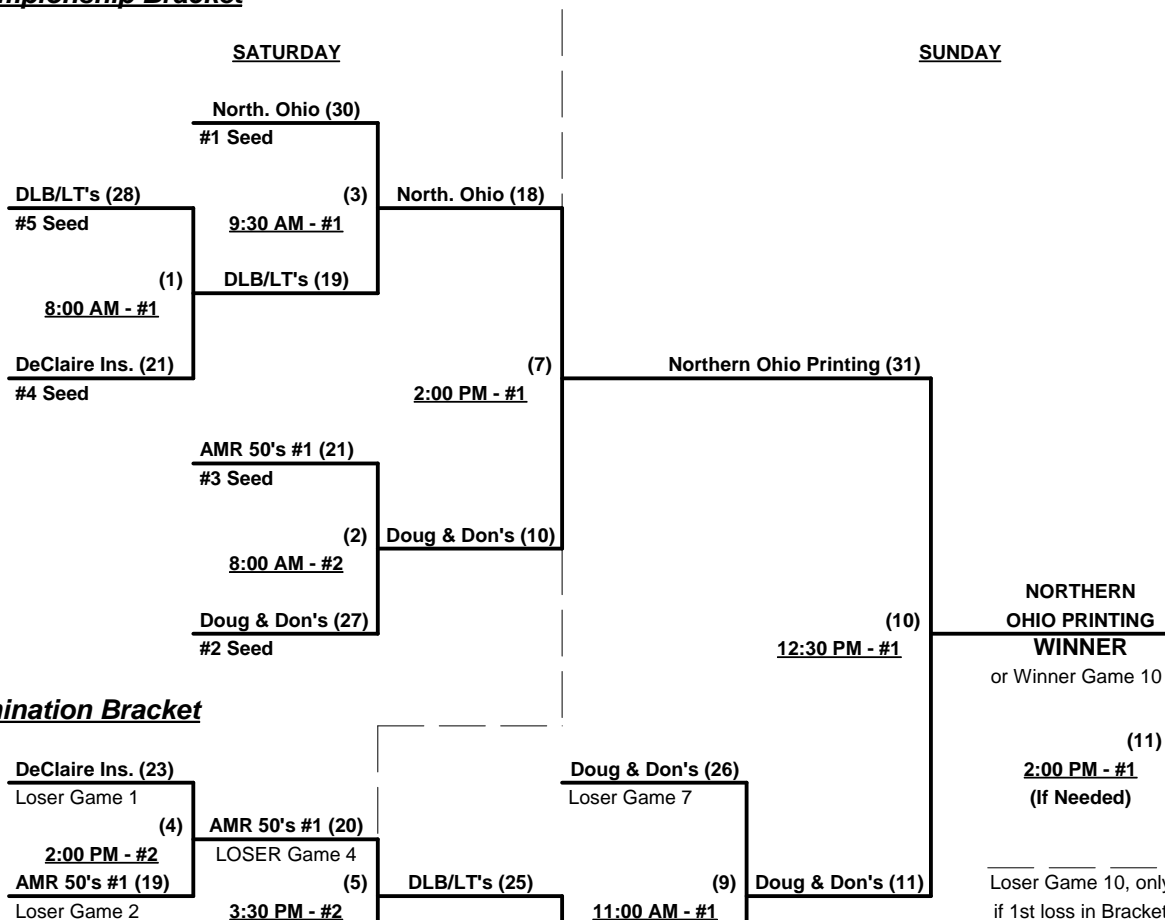 SATURDAY
SUNDAY
North. Ohio (30)
#1 Seed
DLB/LT's (28)
#5 Seed
(3)
9:30 AM - #1
North. Ohio (18)
(1)
8:00 AM - #1
DLB/LT's (19)
DeClaire Ins. (21)
#4 Seed
(7)
2:00 PM - #1
Northern Ohio Printing (31)
AMR 50's #1 (21)
#3 Seed
(2)
8:00 AM - #2
Doug & Don's (10)
Doug & Don's (27)
#2 Seed
(10)
12:30 PM - #1
NORTHERN
OHIO PRINTING
WINNER
or Winner Game 10
(11)
2:00 PM - #1
(If Needed)
Bracket
DeClaire Ins. (23)
Loser Game 1
(4)
2:00 PM - #2
AMR 50's #1 (20)
LOSER Game 4
AMR 50's #1 (19)
Loser Game 2
(5)
3:30 PM - #2
DLB/LT's (25)
Doug & Don's (26)
Loser Game 7
(9)
11:00 AM - #1
Doug & Don's (11)
Loser Game 10, only
if 1st loss in Bracket